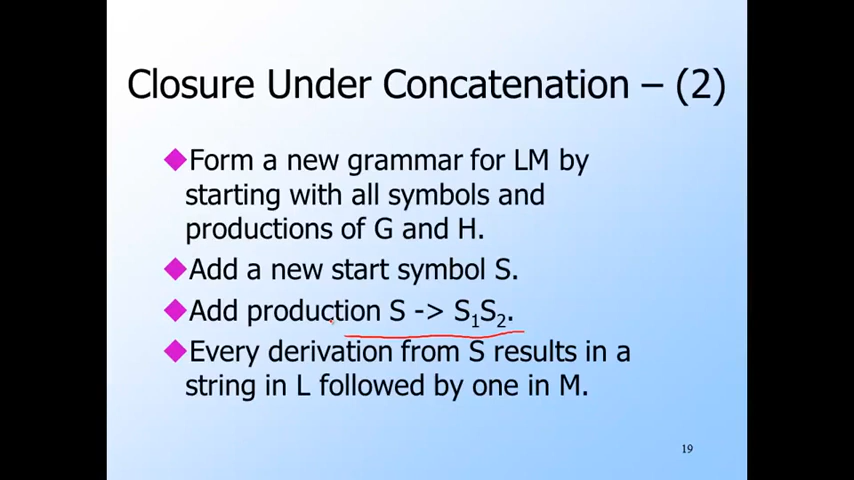 Closure Under Concatenation – (2)
Form a new grammar for LM by
starting with all symbols and
productions of G and H.
Add a new start symbol S.
Add production S -> S₁S₂.
Every derivation from S results in a
string in L followed by one in M.
19